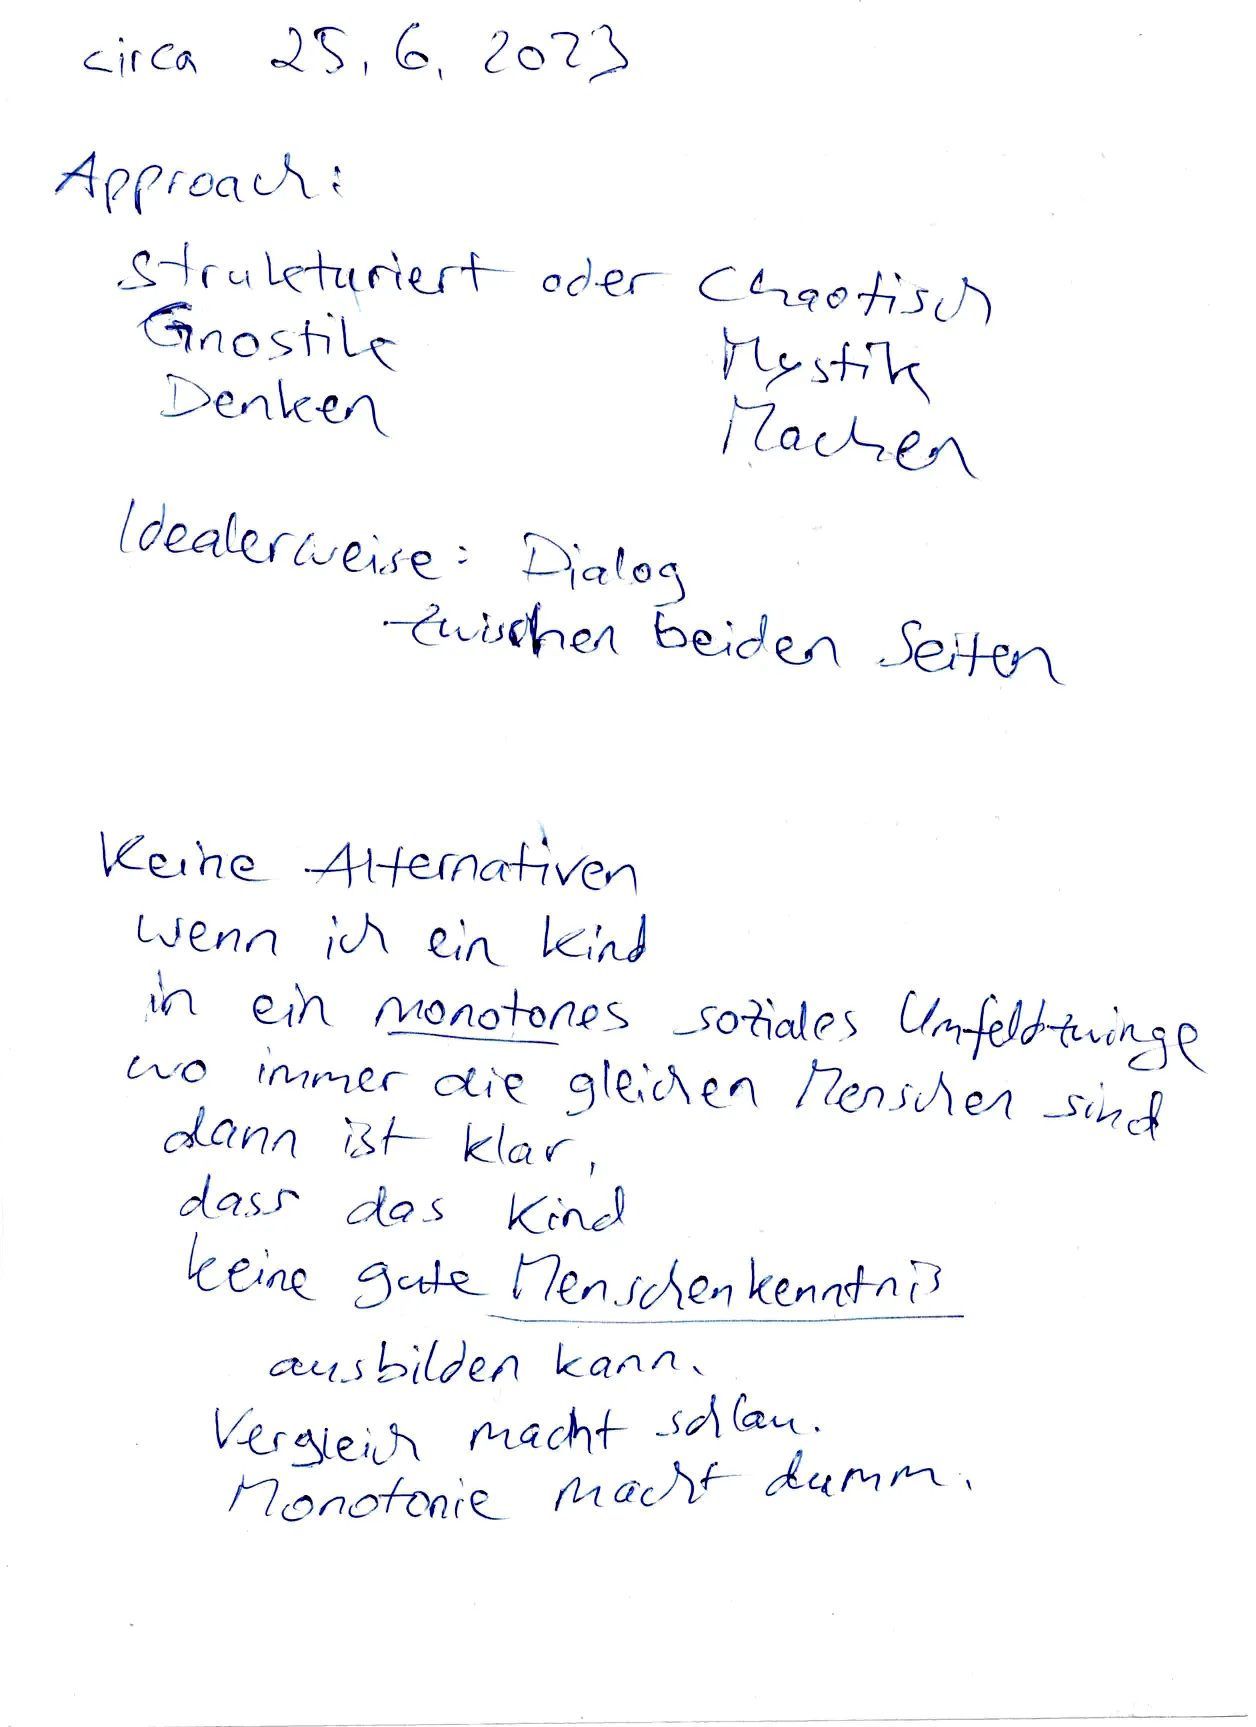 circa 25.6.2023
Approach:
Strukturiert oder Chaotisch
Gnostik Mystik
Denken Machen
Idealerweise: Dialog
zwischen beiden Seiten
Keine Alternativen
wenn ich ein Kind
in ein monotones soziales Umfeld zwinge
wo immer die gleichen Menschen sind
dann ist klar,
dass das Kind
keine gute Menschenkenntniß
ausbilden kann.
Vergleich macht schlau.
Monotonie macht dumm.